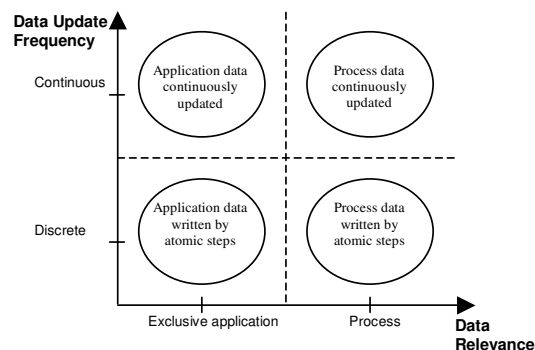 Data Update
Frequency
Continuous
Application data
continuously
updated
Process data
continuously
updated
Discrete
Application data
written by
atomic steps
Process data
written by
atomic steps
Exclusive application
Process
Data
Relevance